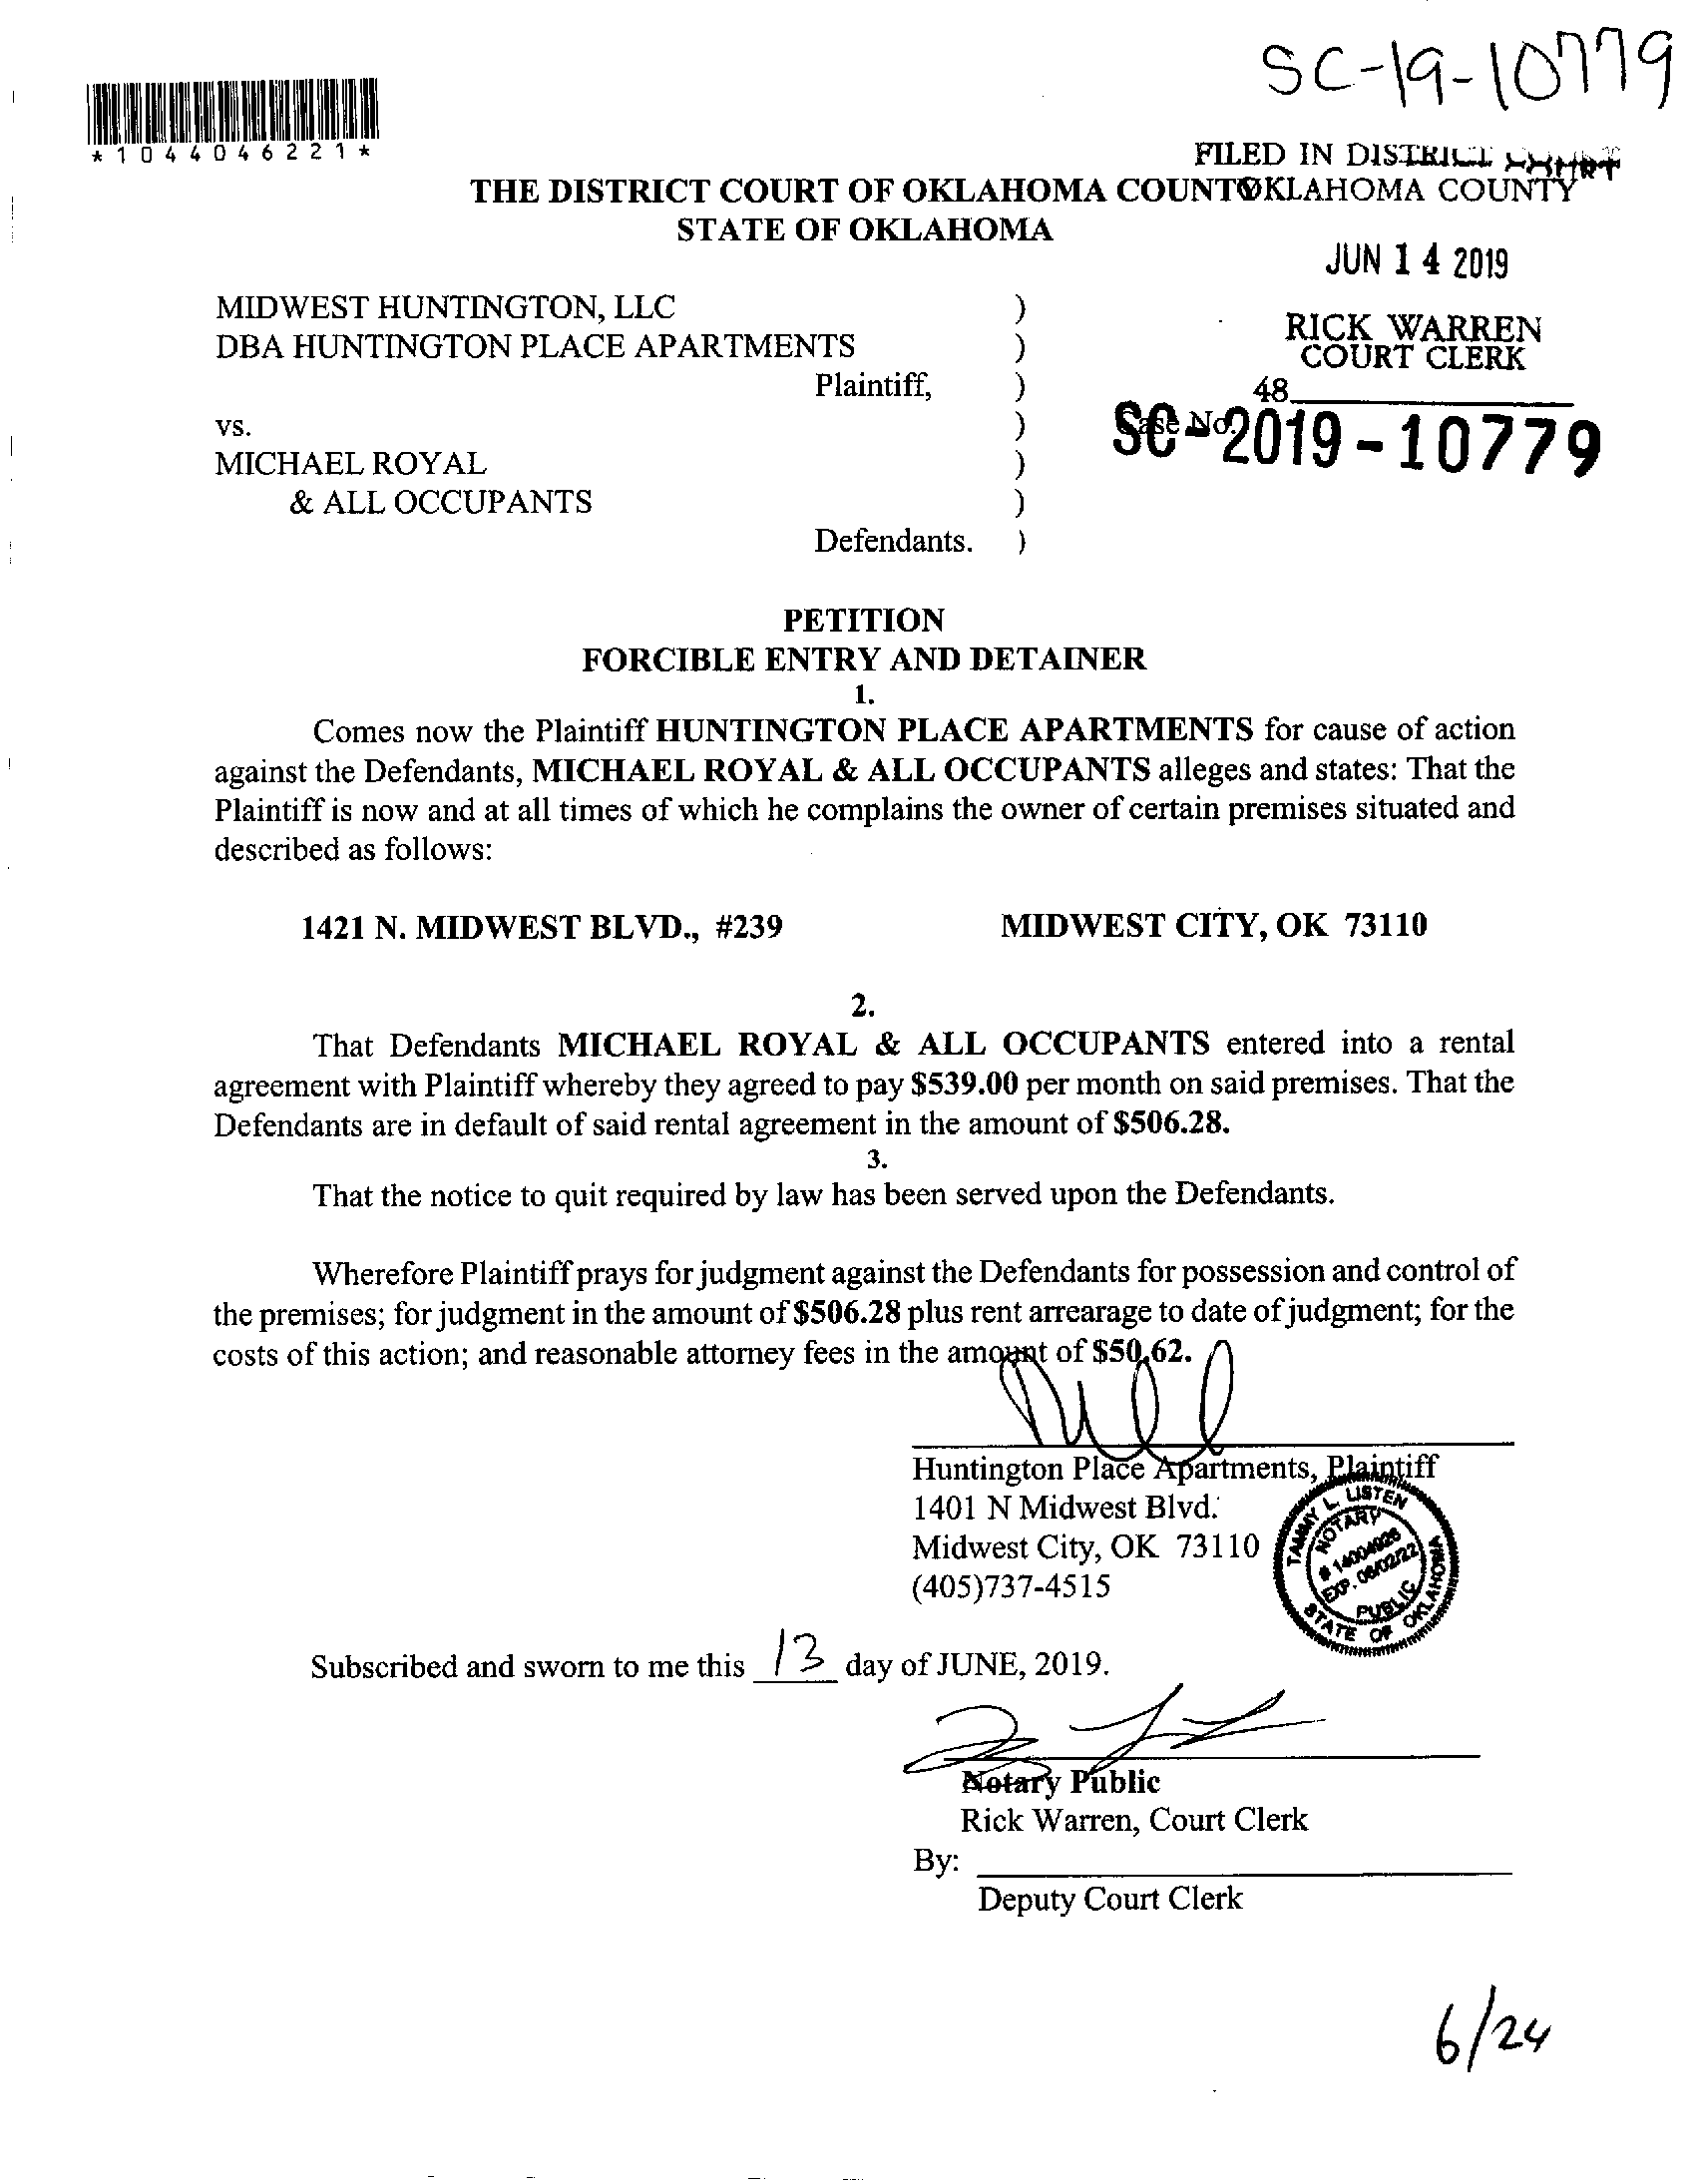 SC-19-10779
*1044046221*
FILED IN DISTRICT COURT
THE DISTRICT COURT OF OKLAHOMA COUNTY OKLAHOMA COUNTY
STATE OF OKLAHOMA
JUN 14 2019
MIDWEST HUNTINGTON, LLC )
DBA HUNTINGTON PLACE APARTMENTS )
RICK WARREN
COURT CLERK
Plaintiff, )
48
vs. )
Case No.
SC-2019-10779
MICHAEL ROYAL )
& ALL OCCUPANTS )
Defendants. )
PETITION
FORCIBLE ENTRY AND DETAINER
1.
Comes now the Plaintiff HUNTINGTON PLACE APARTMENTS for cause of action
against the Defendants, MICHAEL ROYAL & ALL OCCUPANTS alleges and states: That the
Plaintiff is now and at all times of which he complains the owner of certain premises situated and
described as follows:
1421 N. MIDWEST BLVD., #239 MIDWEST CITY, OK 73110
2.
That Defendants MICHAEL ROYAL & ALL OCCUPANTS entered into a rental
agreement with Plaintiff whereby they agreed to pay $539.00 per month on said premises. That the
Defendants are in default of said rental agreement in the amount of $506.28.
3.
That the notice to quit required by law has been served upon the Defendants.
Wherefore Plaintiff prays for judgment against the Defendants for possession and control of
the premises; for judgment in the amount of $506.28 plus rent arrearage to date of judgment; for the
costs of this action; and reasonable attorney fees in the amount of $50.62.
Huntington Place Apartments, Plaintiff
1401 N Midwest Blvd.
Midwest City, OK 73110
(405)737-4515
TAMMY L. LISTEN
NOTARY
# 14004926
EXP. 06/02/22
PUBLIC
STATE OF OKLAHOMA
Subscribed and sworn to me this 13 day of JUNE, 2019.
Notary Public
Rick Warren, Court Clerk
By:
Deputy Court Clerk
6/24